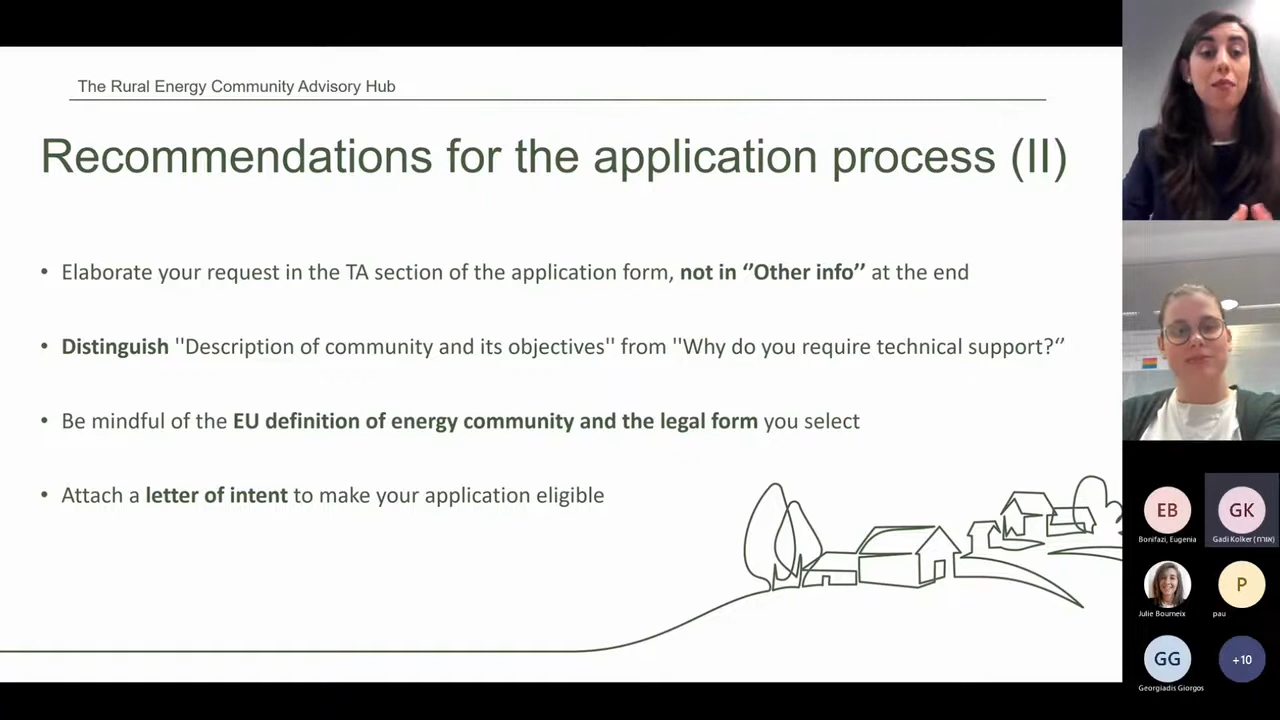 The Rural Energy Community Advisory Hub
Recommendations for the application process (II)
• Elaborate your request in the TA section of the application form, not in ‘’Other info’’ at the end
• Distinguish "Description of community and its objectives" from "Why do you require technical support?“
• Be mindful of the EU definition of energy community and the legal form you select
• Attach a letter of intent to make your application eligible
EB
GK
Bonifazi, Eugenia
Gadi Kolker (אורח)
P
Julie Bourneix
pau
GG
+10
Georgiadis Giorgos